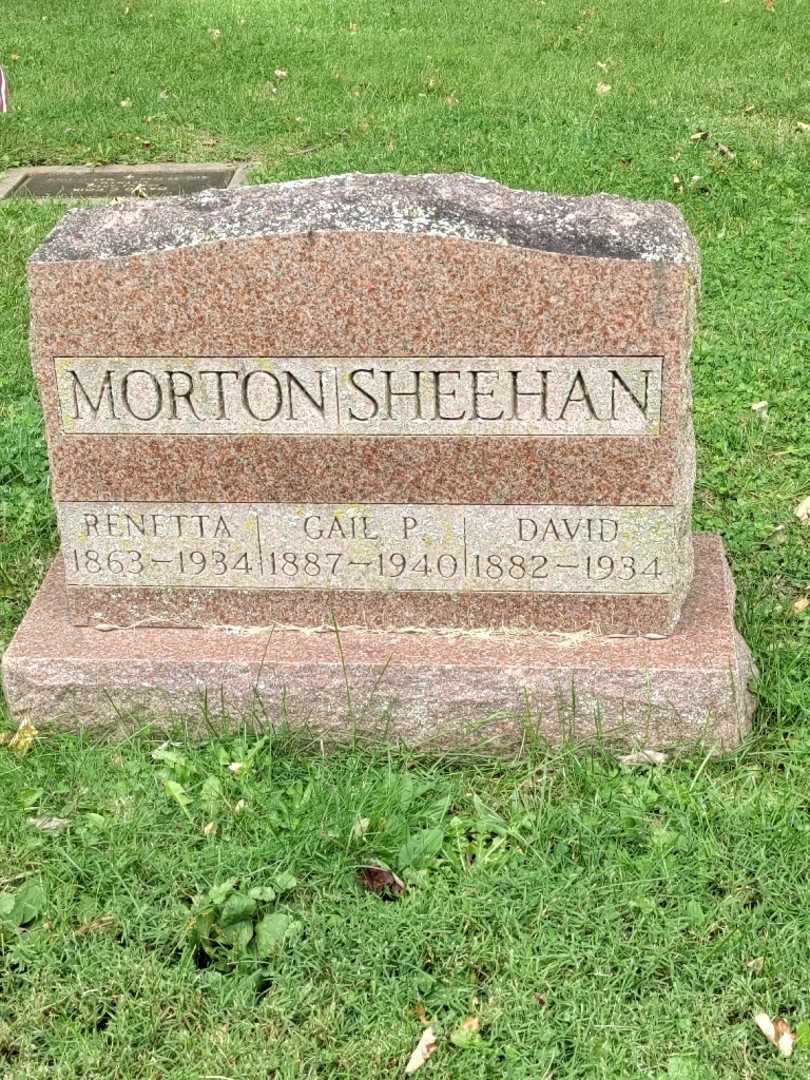 MORTON SHEEHAN
RENETTA GAIL P. DAVID
1863-1934 1887-1940 1882-1934